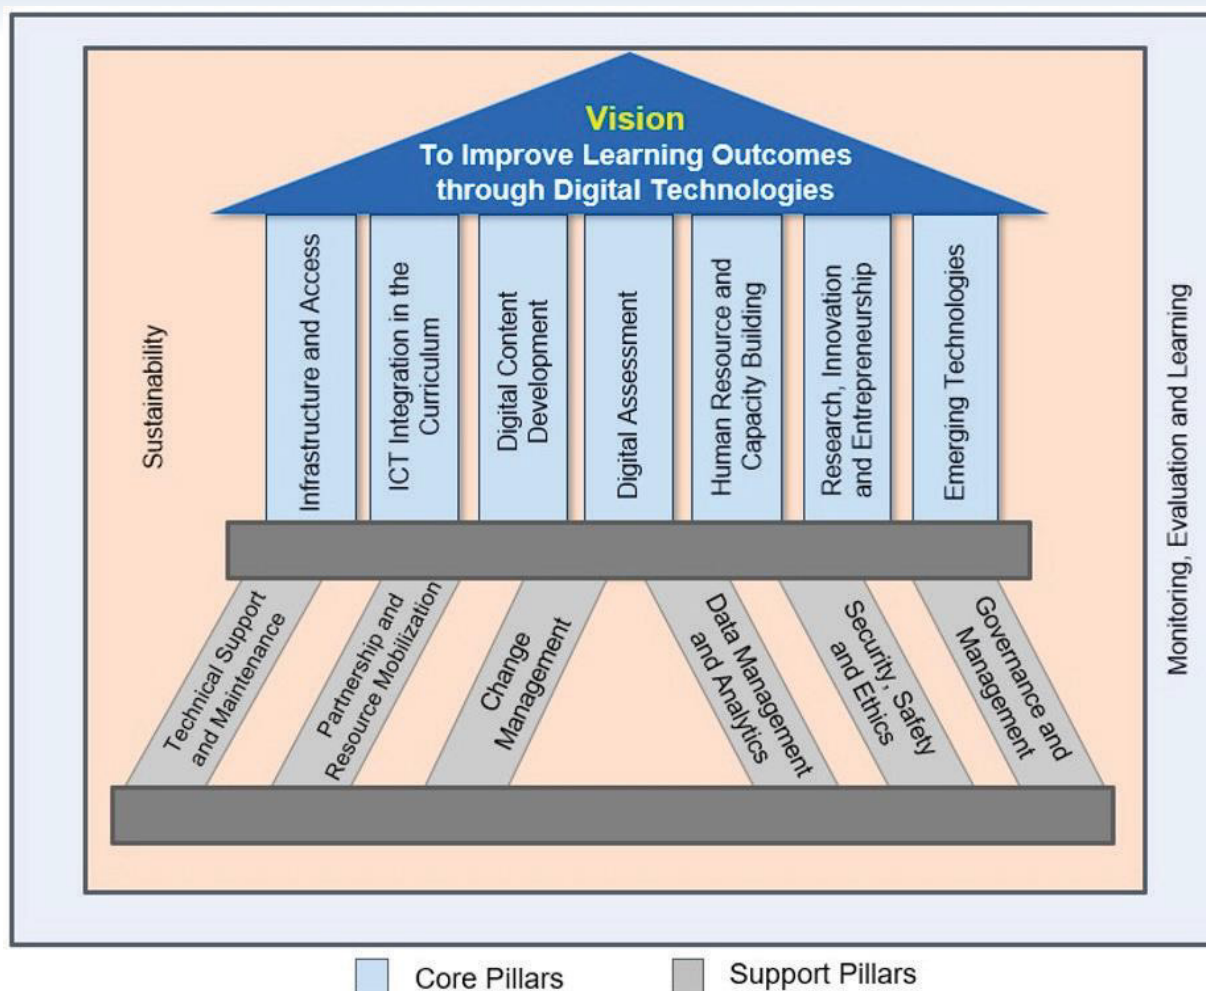 Vision
To Improve Learning Outcomes
through Digital Technologies
Sustainability
Infrastructure and Access
ICT Integration in the
Curriculum
Digital Content
Development
Digital Assessment
Human Resource and
Capacity Building
Research, Innovation
and Entrepreneurship
Emerging Technologies
Monitoring, Evaluation and Learning
Technical Support
and Maintenance
Partnership and
Resource Mobilization
Change
Management
Data Management
and Analytics
Security, Safety
and Ethics
Governance and
Management
Core Pillars
Support Pillars